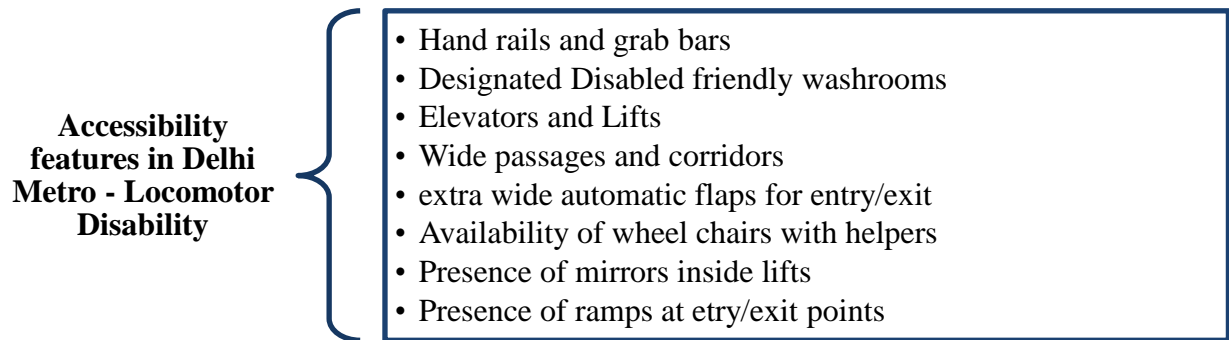 Accessibility
features in Delhi
Metro - Locomotor
Disability
• Hand rails and grab bars
• Designated Disabled friendly washrooms
• Elevators and Lifts
• Wide passages and corridors
• extra wide automatic flaps for entry/exit
• Availability of wheel chairs with helpers
• Presence of mirrors inside lifts
• Presence of ramps at etry/exit points